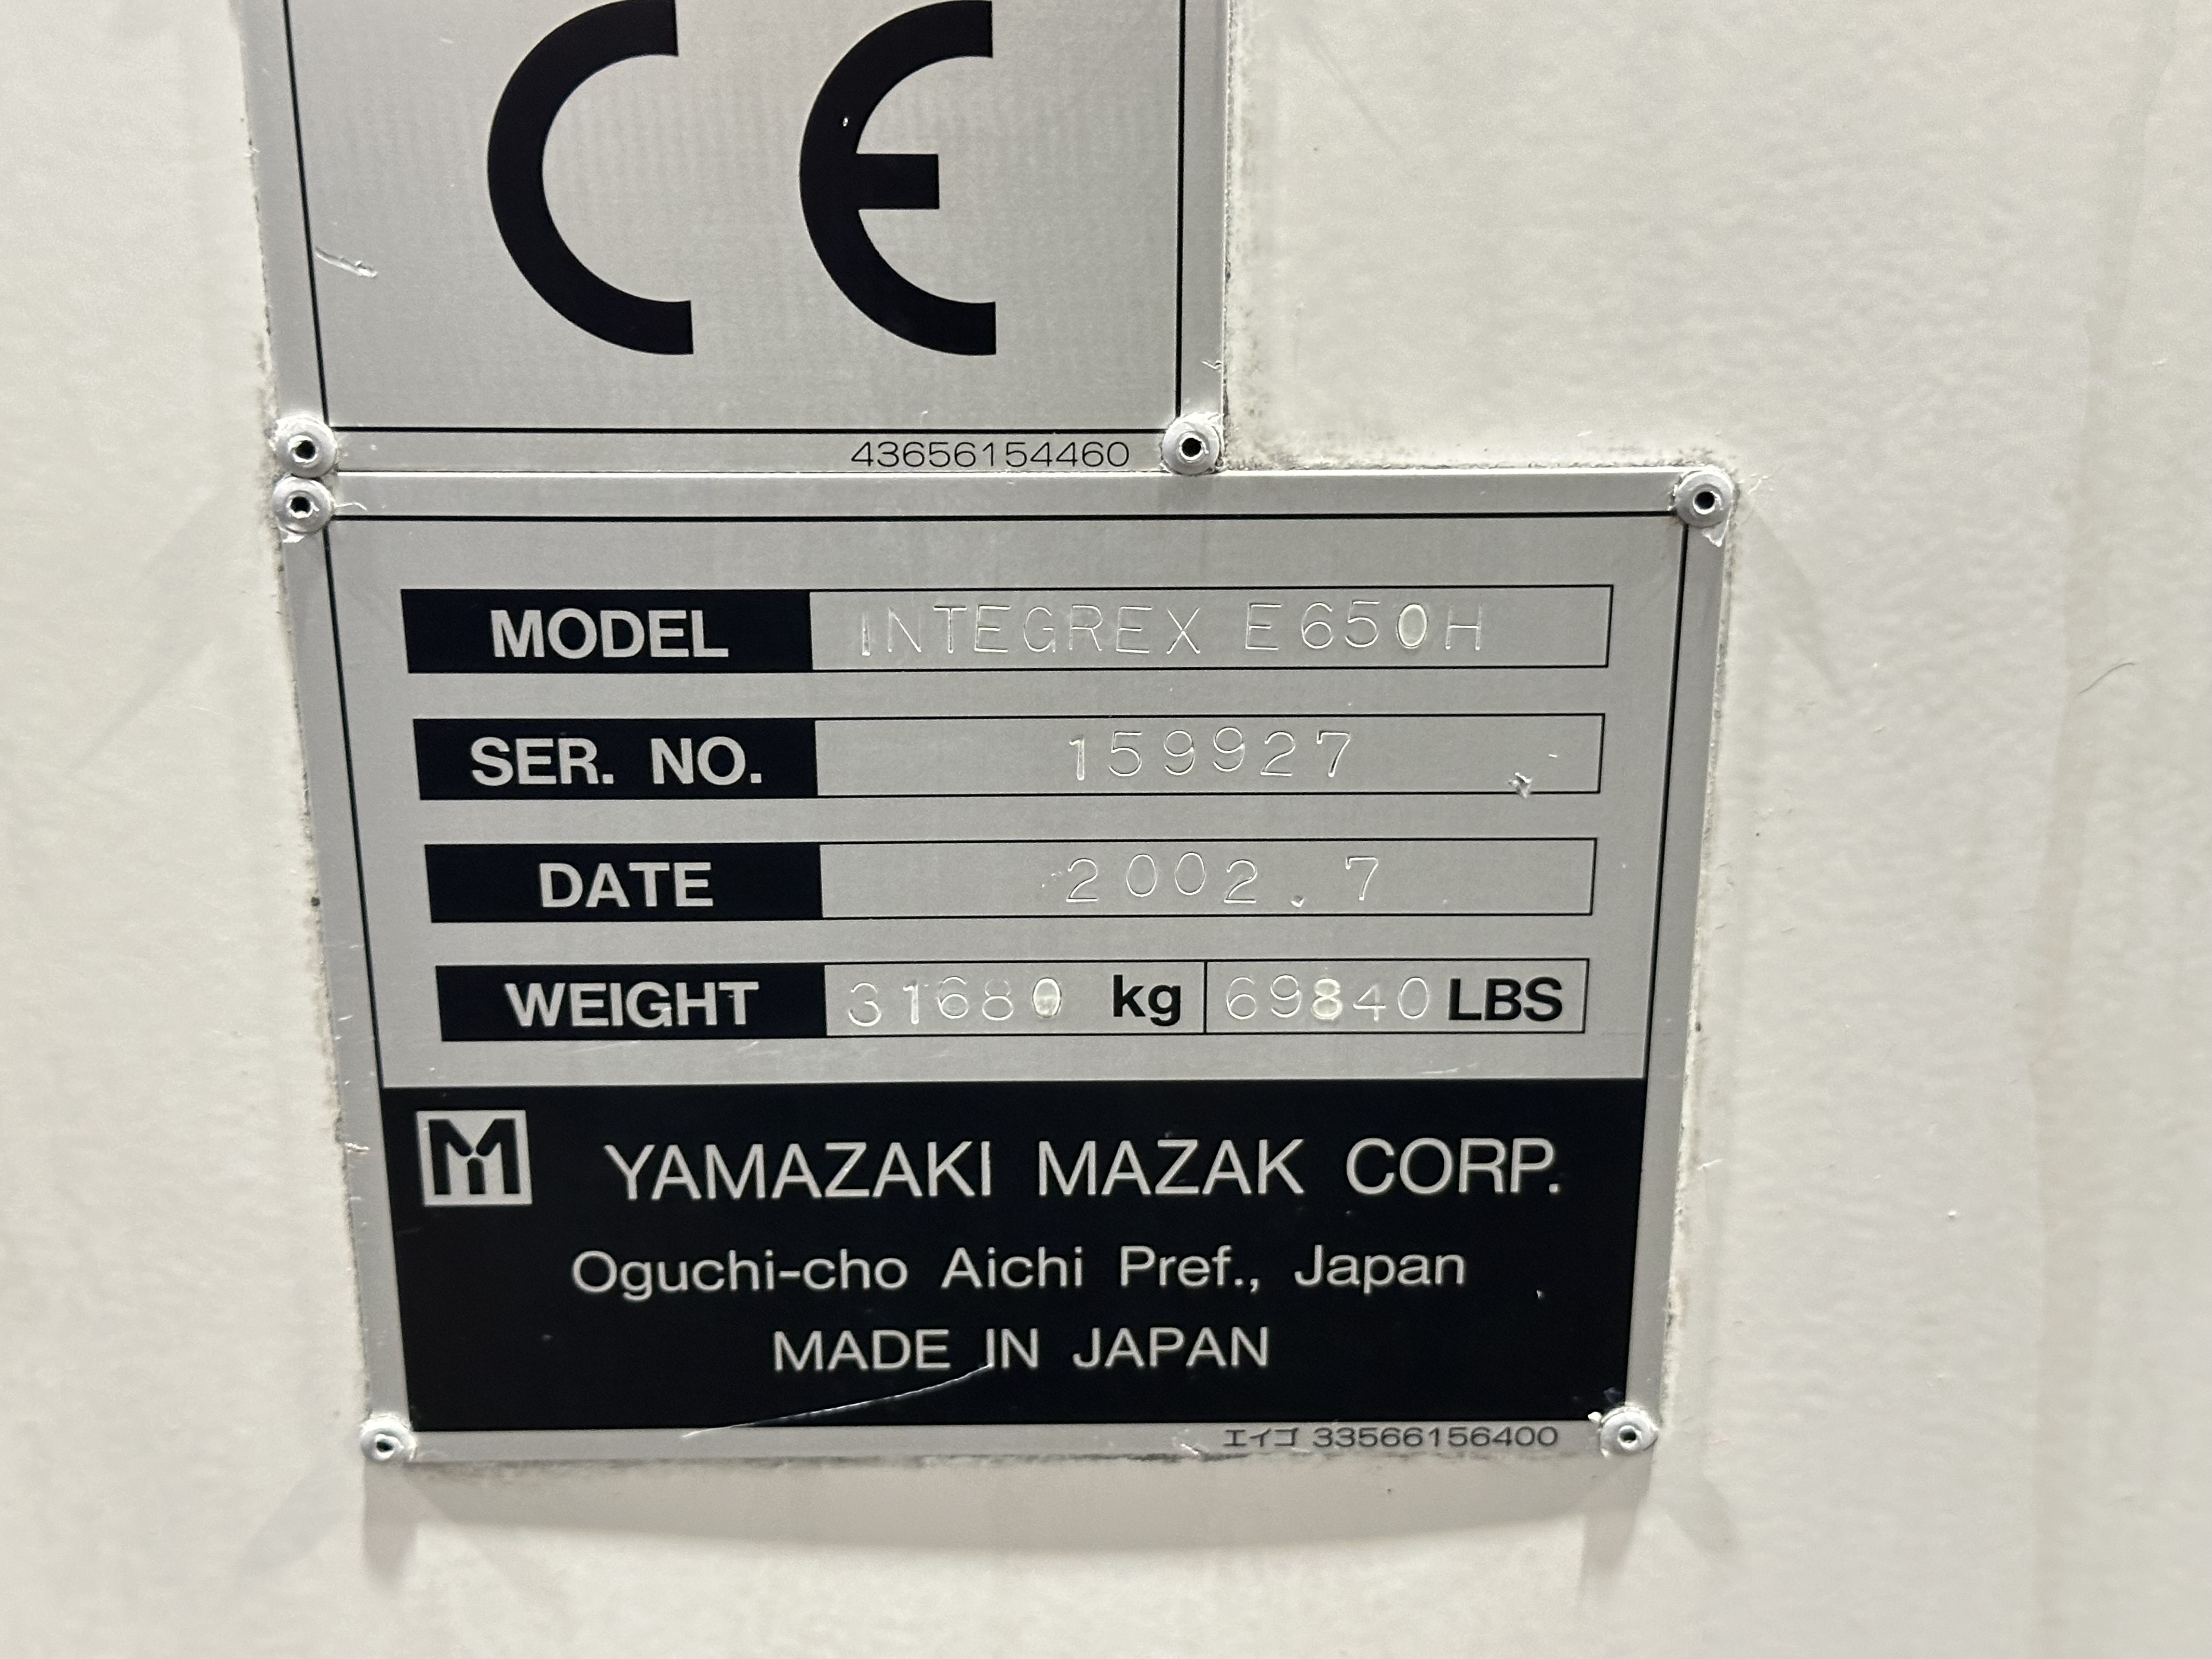 CE
43656154460
MODEL INTEGREX E650H
SER. NO. 159927
DATE 2002.7
WEIGHT 31680 kg 69840 LBS
M YAMAZAKI MAZAK CORP.
Oguchi-cho Aichi Pref., Japan
MADE IN JAPAN
エイゴ 33566156400